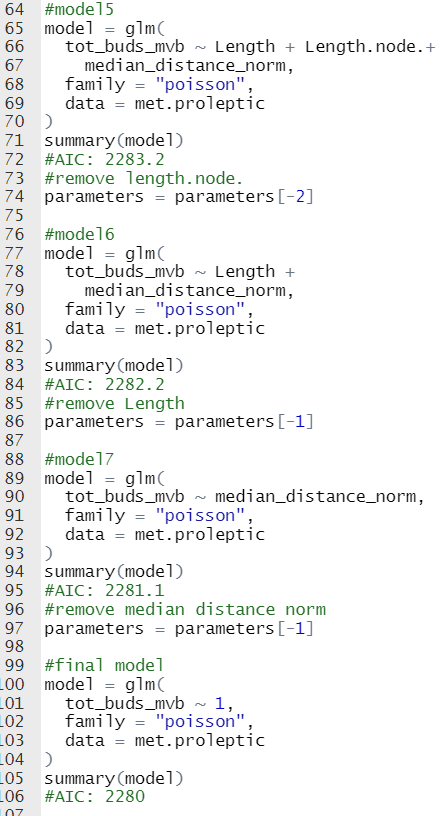 64 #model5
65 model = glm(
66   tot_buds_mvb ~ Length + Length.node.+
67     median_distance_norm,
68   family = "poisson",
69   data = met.proleptic
70 )
71 summary(model)
72 #AIC: 2283.2
73 #remove length.node.
74 parameters = parameters[-2]
75
76 #model6
77 model = glm(
78   tot_buds_mvb ~ Length +
79     median_distance_norm,
80   family = "poisson",
81   data = met.proleptic
82 )
83 summary(model)
84 #AIC: 2282.2
85 #remove Length
86 parameters = parameters[-1]
87
88 #model7
89 model = glm(
90   tot_buds_mvb ~ median_distance_norm,
91   family = "poisson",
92   data = met.proleptic
93 )
94 summary(model)
95 #AIC: 2281.1
96 #remove median distance norm
97 parameters = parameters[-1]
98
99 #final model
100 model = glm(
101   tot_buds_mvb ~ 1,
102   family = "poisson",
103   data = met.proleptic
104 )
105 summary(model)
106 #AIC: 2280
107